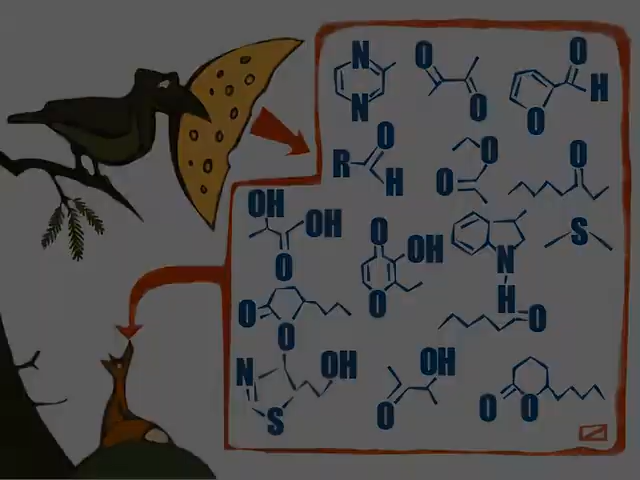 N O O H
N O O
R O O O
H O
OH OH O OH S
O N
O H
O O O
N OH OH
S O O O